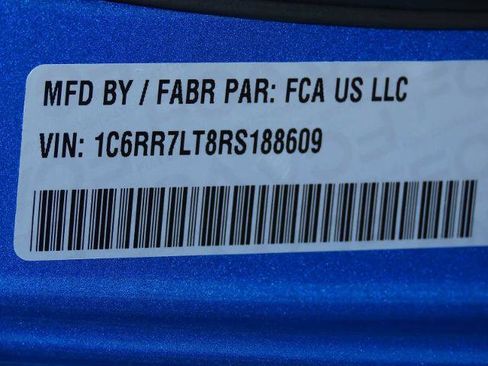 MFD BY / FABR PAR: FCA US LLC
VIN: 1C6RR7LT8RS188609